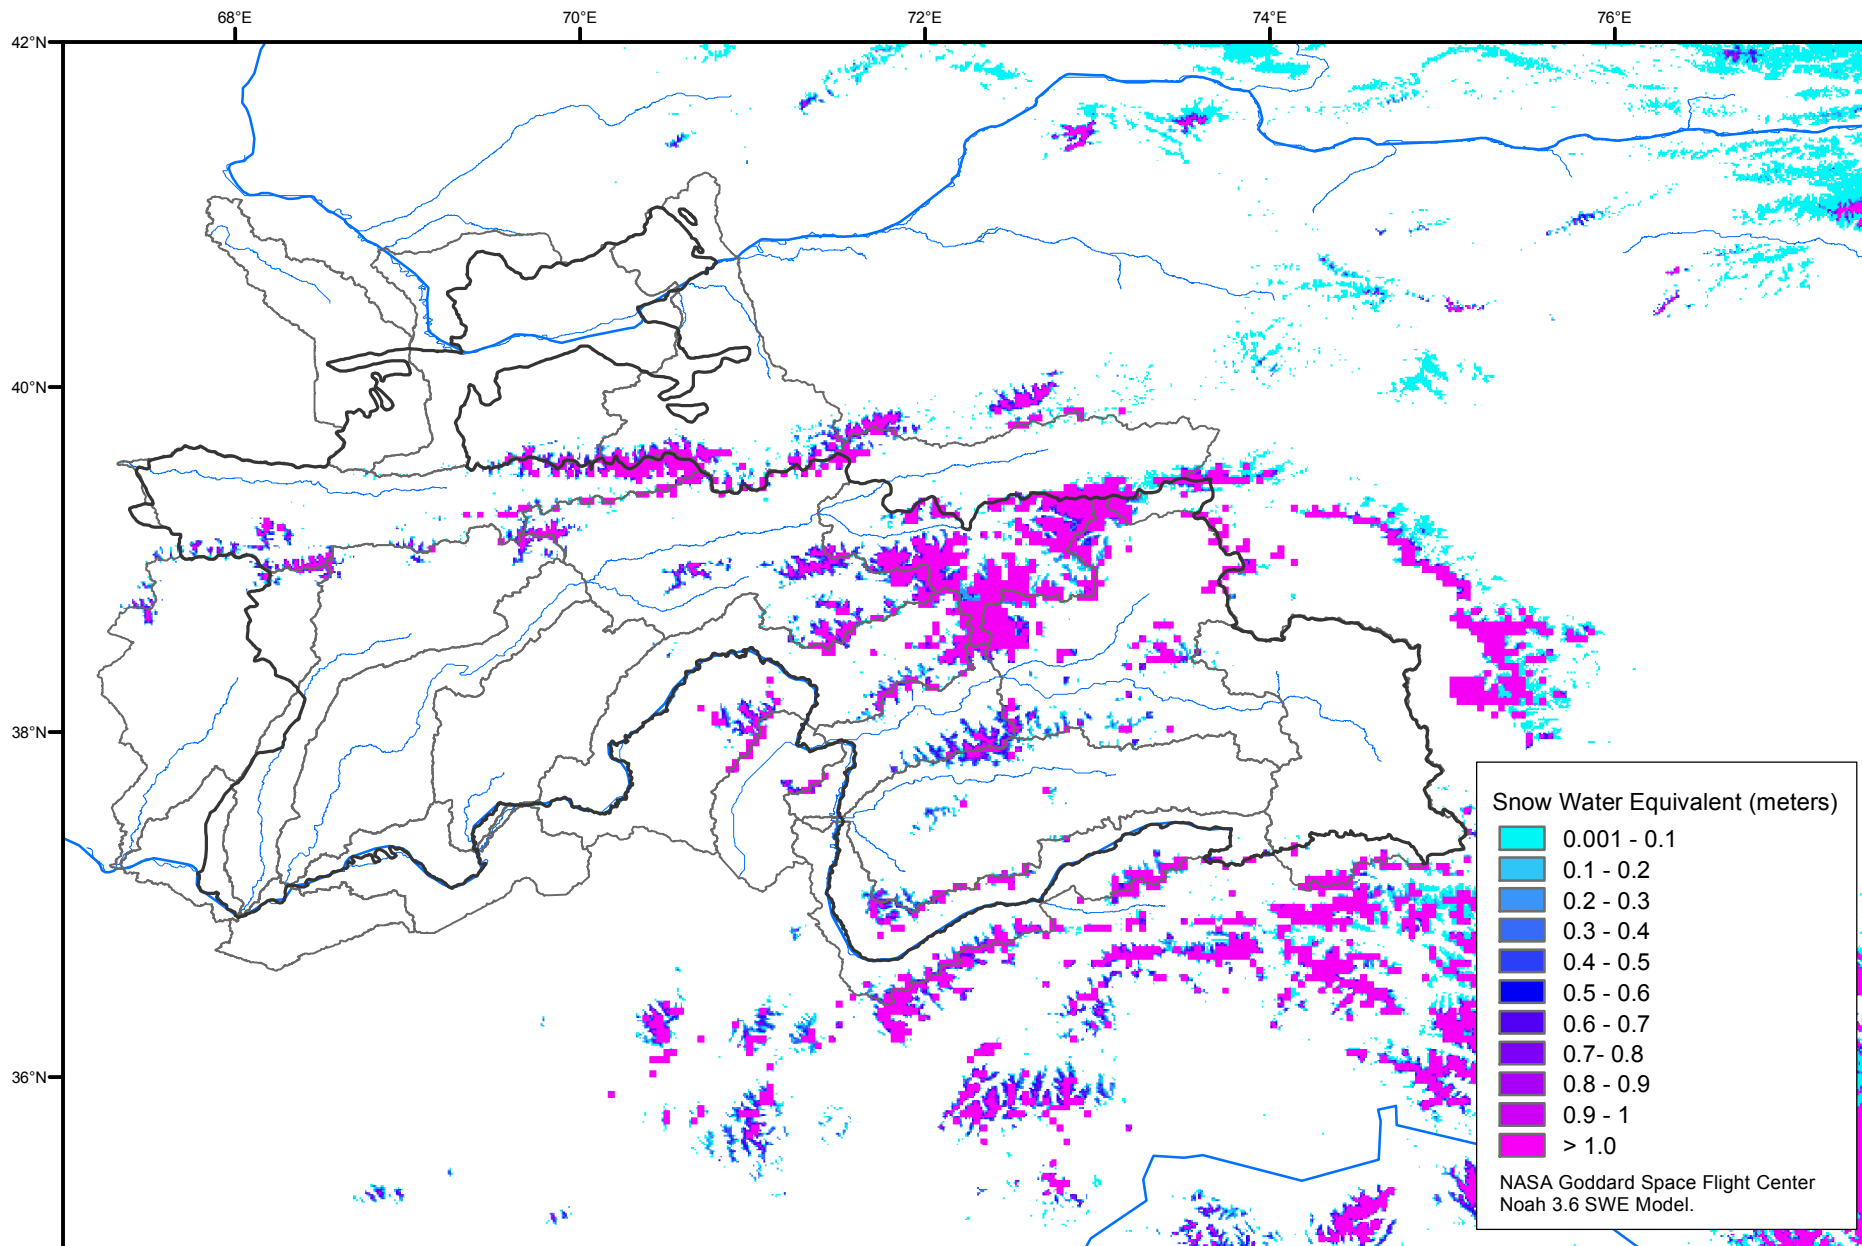 68°E 70°E 72°E 74°E 76°E
42°N
40°N
38°N
36°N
Snow Water Equivalent (meters)
0.001 - 0.1
0.1 - 0.2
0.2 - 0.3
0.3 - 0.4
0.4 - 0.5
0.5 - 0.6
0.6 - 0.7
0.7- 0.8
0.8 - 0.9
0.9 - 1
> 1.0
NASA Goddard Space Flight Center
Noah 3.6 SWE Model.